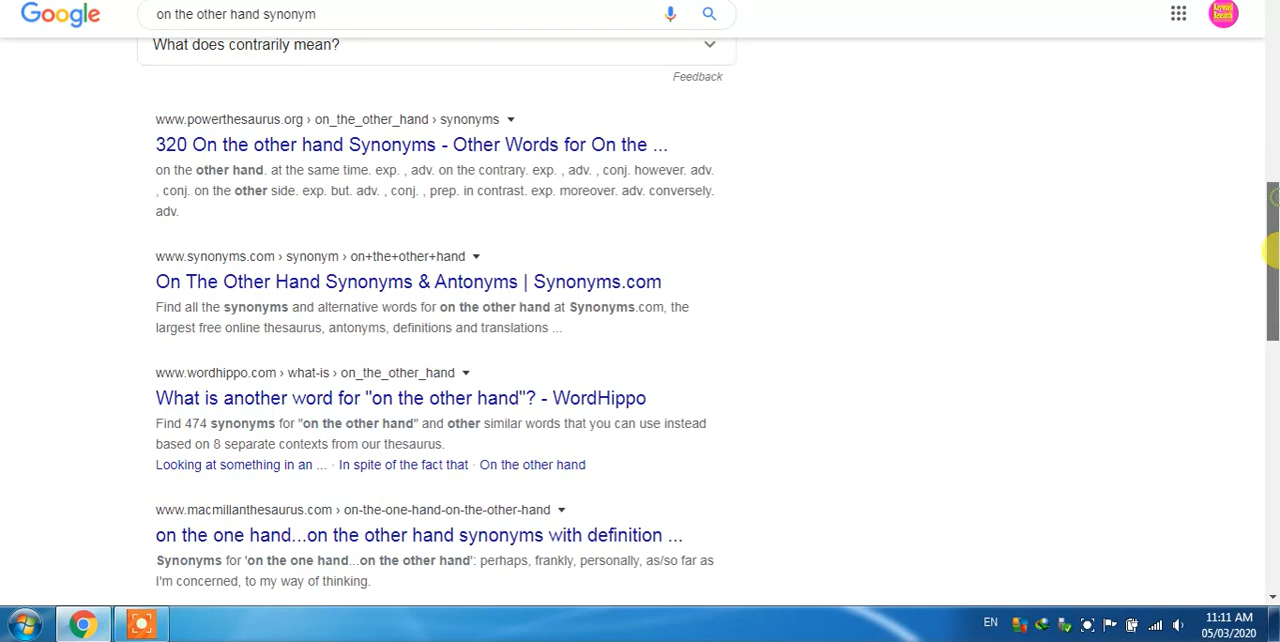 Google
on the other hand synonym
Keyword
Research
What does contrarily mean?
Feedback
www.powerthesaurus.org › on_the_other_hand › synonyms
320 On the other hand Synonyms - Other Words for On the ...
on the other hand. at the same time. exp. , adv. on the contrary. exp. , adv. , conj. however. adv.
, conj. on the other side. exp. but. adv. , conj. , prep. in contrast. exp. moreover. adv. conversely.
adv.
www.synonyms.com › synonym › on+the+other+hand
On The Other Hand Synonyms & Antonyms | Synonyms.com
Find all the synonyms and alternative words for on the other hand at Synonyms.com, the
largest free online thesaurus, antonyms, definitions and translations ...
www.wordhippo.com › what-is › on_the_other_hand
What is another word for "on the other hand"? - WordHippo
Find 474 synonyms for "on the other hand" and other similar words that you can use instead
based on 8 separate contexts from our thesaurus.
Looking at something in an ... · In spite of the fact that · On the other hand
www.macmillanthesaurus.com › on-the-one-hand-on-the-other-hand
on the one hand...on the other hand synonyms with definition ...
Synonyms for 'on the one hand...on the other hand': perhaps, frankly, personally, as/so far as
I'm concerned, to my way of thinking.
EN
11:11 AM
05/03/2020